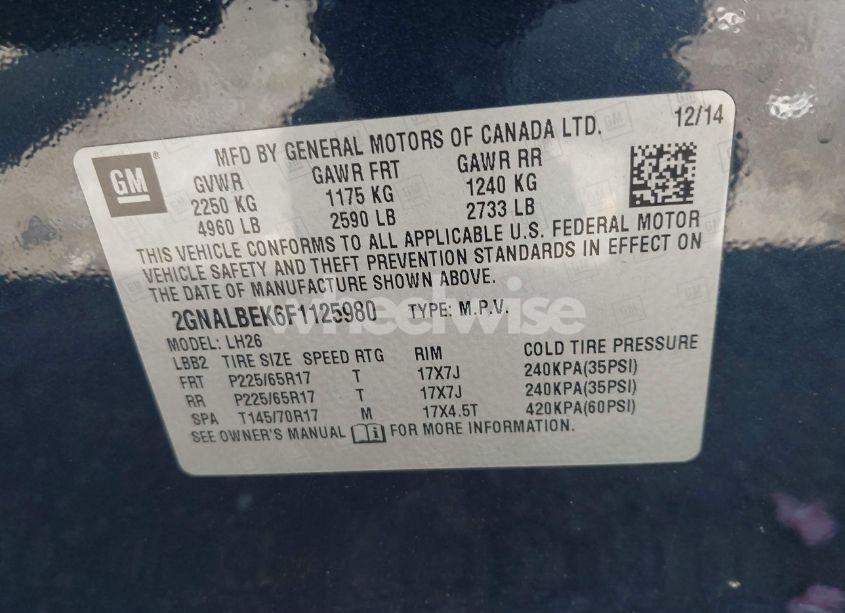 MFD BY GENERAL MOTORS OF CANADA LTD. 12/14
GM
GVWR GAWR FRT GAWR RR
2250 KG 1175 KG 1240 KG
4960 LB 2590 LB 2733 LB
THIS VEHICLE CONFORMS TO ALL APPLICABLE U.S. FEDERAL MOTOR
VEHICLE SAFETY AND THEFT PREVENTION STANDARDS IN EFFECT ON
THE DATE OF MANUFACTURE SHOWN ABOVE.
2GNALBEK6F1125980 TYPE: M.P.V.
wheelwise
MODEL: LH26
LBB2 TIRE SIZE SPEED RTG RIM COLD TIRE PRESSURE
FRT P225/65R17 T 17X7J 240KPA(35PSI)
RR P225/65R17 T 17X7J 240KPA(35PSI)
SPA T145/70R17 M 17X4.5T 420KPA(60PSI)
SEE OWNER'S MANUAL FOR MORE INFORMATION.